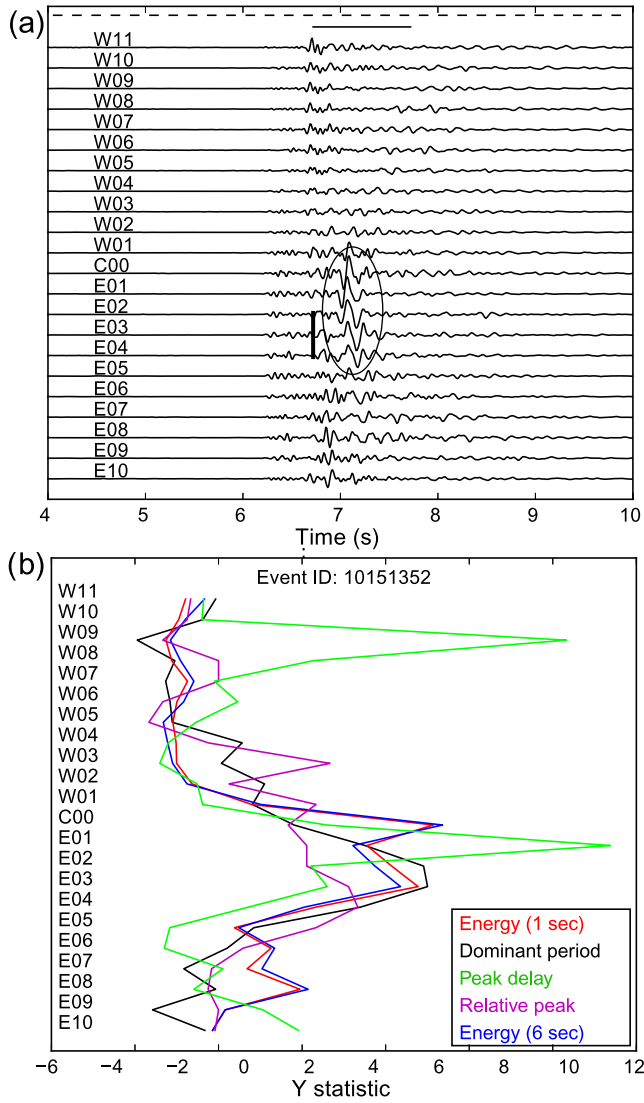 (a)
W11
W10
W09
W08
W07
W06
W05
W04
W03
W02
W01
C00
E01
E02
E03
E04
E05
E06
E07
E08
E09
E10
4 5 6 7 8 9 10
Time (s)
(b)
Event ID: 10151352
W11
W10
W09
W08
W07
W06
W05
W04
W03
W02
W01
C00
E01
E02
E03
E04
E05
E06
E07
E08
E09
E10
Energy (1 sec)
Dominant period
Peak delay
Relative peak
Energy (6 sec)
−6 −4 −2 0 2 4 6 8 10 12
Y statistic